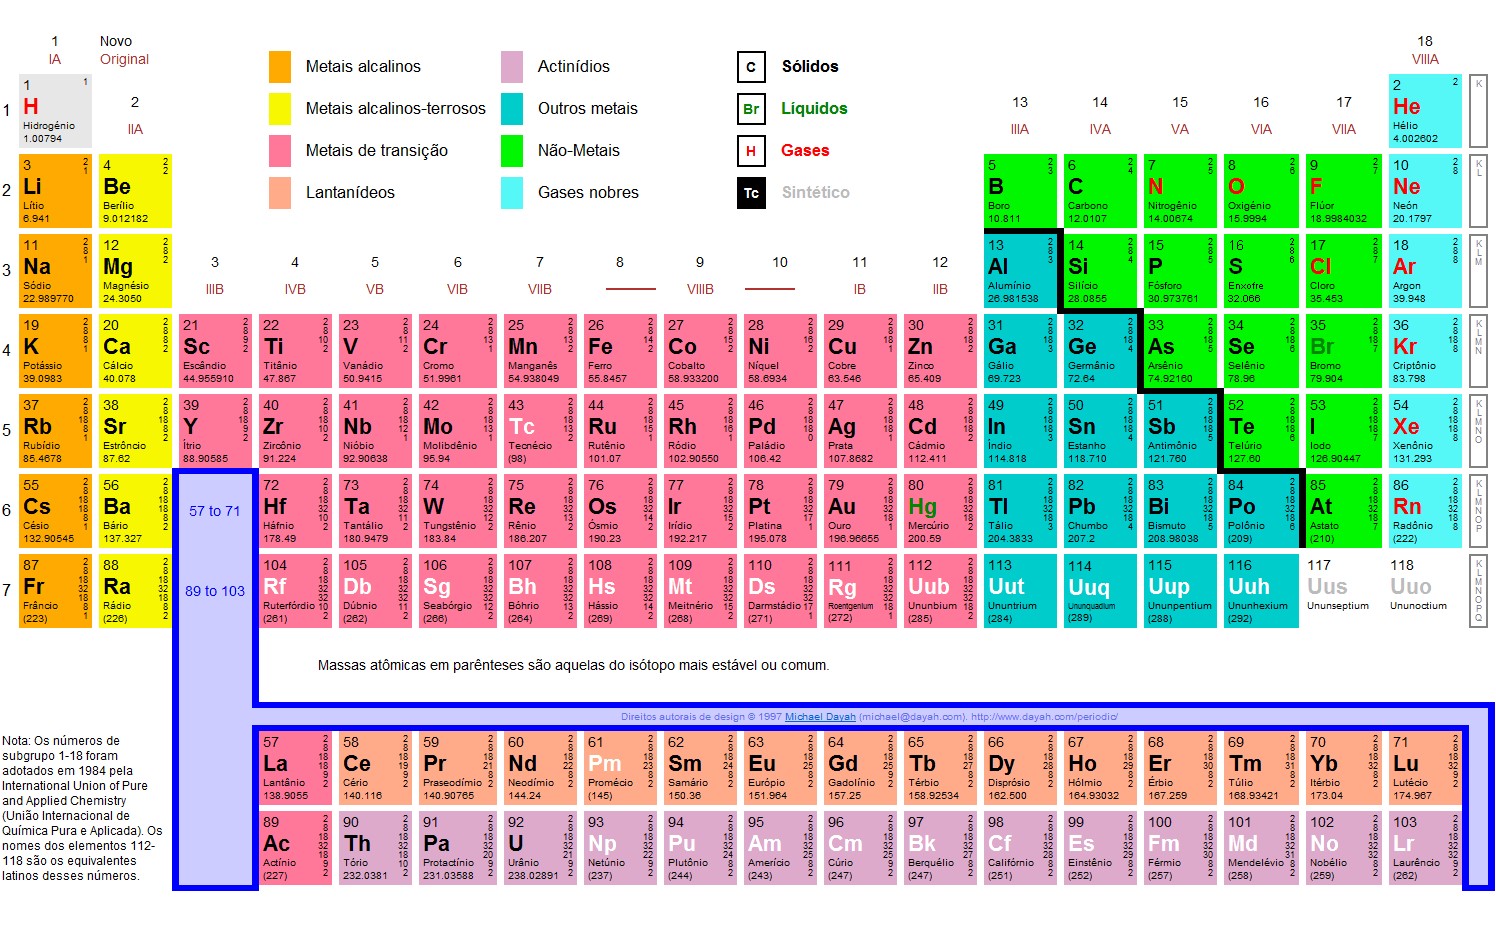 1 Novo 18
IA Original VIIIA
Metais alcalinos
Metais alcalinos-terrosos
Metais de transição
Lantanídeos
Actinídios
Outros metais
Não-Metais
Gases nobres
C Sólidos
Br Líquidos
H Gases
Tc Sintético
2
IIA
13 14 15 16 17
IIIA IVA VA VIA VIIA
3 4 5 6 7 8 9 10 11 12
IIIB IVB VB VIB VIIB VIIIB IB IIB
1
1 H Hidrogénio 1.00794 1
2 He Hélio 4.002602 2
K
2
3 Li Lítio 6.941 2 1
4 Be Berílio 9.012182 2 2
5 B Boro 10.811 2 3
6 C Carbono 12.0107 2 4
7 N Nitrogênio 14.00674 2 5
8 O Oxigénio 15.9994 2 6
9 F Flúor 18.9984032 2 7
10 Ne Neón 20.1797 2 8
K L
3
11 Na Sódio 22.989770 2 8 1
12 Mg Magnésio 24.3050 2 8 2
13 Al Alumínio 26.981538 2 8 3
14 Si Silício 28.0855 2 8 4
15 P Fósforo 30.973761 2 8 5
16 S Enxofre 32.066 2 8 6
17 Cl Cloro 35.453 2 8 7
18 Ar Argon 39.948 2 8 8
K L M
4
19 K Potássio 39.0983 2 8 8 1
20 Ca Cálcio 40.078 2 8 8 2
21 Sc Escândio 44.955910 2 8 9 2
22 Ti Titânio 47.867 2 8 10 2
23 V Vanádio 50.9415 2 8 11 2
24 Cr Cromo 51.9961 2 8 13 1
25 Mn Manganês 54.938049 2 8 13 2
26 Fe Ferro 55.8457 2 8 14 2
27 Co Cobalto 58.933200 2 8 15 2
28 Ni Níquel 58.6934 2 8 16 2
29 Cu Cobre 63.546 2 8 18 1
30 Zn Zinco 65.409 2 8 18 2
31 Ga Gálio 69.723 2 8 18 3
32 Ge Germânio 72.64 2 8 18 4
33 As Arsênio 74.92160 2 8 18 5
34 Se Selênio 78.96 2 8 18 6
35 Br Bromo 79.904 2 8 18 7
36 Kr Criptônio 83.798 2 8 18 8
K L M N
5
37 Rb Rubídio 85.4678 2 8 18 8 1
38 Sr Estrôncio 87.62 2 8 18 8 2
39 Y Ítrio 88.90585 2 8 18 9 2
40 Zr Zircônio 91.224 2 8 18 10 2
41 Nb Nióbio 92.90638 2 8 18 12 1
42 Mo Molibdênio 95.94 2 8 18 13 1
43 Tc Tecnécio (98) 2 8 18 13 2
44 Ru Rutênio 101.07 2 8 18 15 1
45 Rh Ródio 102.90550 2 8 18 16 1
46 Pd Paládio 106.42 2 8 18 18 0
47 Ag Prata 107.8682 2 8 18 18 1
48 Cd Cádmio 112.411 2 8 18 18 2
49 In Índio 114.818 2 8 18 18 3
50 Sn Estanho 118.710 2 8 18 18 4
51 Sb Antimônio 121.760 2 8 18 18 5
52 Te Telúrio 127.60 2 8 18 18 6
53 I Iodo 126.90447 2 8 18 18 7
54 Xe Xenônio 131.293 2 8 18 18 8
K L M N O
6
55 Cs Césio 132.90545 2 8 18 18 8 1
56 Ba Bário 137.327 2 8 18 18 8 2
57 to 71
72 Hf Háfnio 178.49 2 8 18 32 10 2
73 Ta Tantálio 180.9479 2 8 18 32 11 2
74 W Tungstênio 183.84 2 8 18 32 12 2
75 Re Rênio 186.207 2 8 18 32 13 2
76 Os Ósmio 190.23 2 8 18 32 14 2
77 Ir Irídio 192.217 2 8 18 32 15 2
78 Pt Platina 195.078 2 8 18 32 17 1
79 Au Ouro 196.96655 2 8 18 32 18 1
80 Hg Mercúrio 200.59 2 8 18 32 18 2
81 Tl Tálio 204.3833 2 8 18 32 18 3
82 Pb Chumbo 207.2 2 8 18 32 18 4
83 Bi Bismuto 208.98038 2 8 18 32 18 5
84 Po Polônio (209) 2 8 18 32 18 6
85 At Astato (210) 2 8 18 32 18 7
86 Rn Radônio (222) 2 8 18 32 18 8
K L M N O P
7
87 Fr Frâncio (223) 2 8 18 32 18 8 1
88 Ra Rádio (226) 2 8 18 32 18 8 2
89 to 103
104 Rf Ruterfórdio (261) 2 8 18 32 32 10 2
105 Db Dúbnio (262) 2 8 18 32 32 11 2
106 Sg Seabórgio (266) 2 8 18 32 32 12 2
107 Bh Bóhrio (264) 2 8 18 32 32 13 2
108 Hs Hássio (269) 2 8 18 32 32 14 2
109 Mt Meitnério (268) 2 8 18 32 32 15 2
110 Ds Darmstádio (271) 2 8 18 32 32 17 1
111 Rg Roentgenium (272) 2 8 18 32 32 18 1
112 Uub Ununbium (285) 2 8 18 32 32 18 2
113 Uut Ununtrium (284)
114 Uuq Ununquadium (289)
115 Uup Ununpentium (288)
116 Uuh Ununhexium (292)
117 Uus Ununseptium
118 Uuo Ununoctium
K L M N O P Q
Massas atômicas em parênteses são aquelas do isótopo mais estável ou comum.
Direitos autorais de design © 1997 Michael Dayah (michael@dayah.com). http://www.dayah.com/periodic/
Nota: Os números de
subgrupo 1-18 foram
adotados em 1984 pela
International Union of Pure
and Applied Chemistry
(União Internacional de
Química Pura e Aplicada). Os
nomes dos elementos 112-
118 são os equivalentes
latinos desses números.
57 La Lantânio 138.9055 2 8 18 18 9 2
58 Ce Cério 140.116 2 8 18 19 9 2
59 Pr Praseodímio 140.90765 2 8 18 21 8 2
60 Nd Neodímio 144.24 2 8 18 22 8 2
61 Pm Promécio (145) 2 8 18 23 8 2
62 Sm Samário 150.36 2 8 18 24 8 2
63 Eu Európio 151.964 2 8 18 25 8 2
64 Gd Gadolínio 157.25 2 8 18 25 9 2
65 Tb Térbio 158.92534 2 8 18 27 8 2
66 Dy Disprósio 162.500 2 8 18 28 8 2
67 Ho Hólmio 164.93032 2 8 18 29 8 2
68 Er Érbio 167.259 2 8 18 30 8 2
69 Tm Túlio 168.93421 2 8 18 31 8 2
70 Yb Itérbio 173.04 2 8 18 32 8 2
71 Lu Lutécio 174.967 2 8 18 32 9 2
89 Ac Actínio (227) 2 8 18 32 18 9 2
90 Th Tório 232.0381 2 8 18 32 18 10 2
91 Pa Protactínio 231.03588 2 8 18 32 20 9 2
92 U Urânio 238.02891 2 8 18 32 21 9 2
93 Np Netúnio (237) 2 8 18 32 22 9 2
94 Pu Plutônio (244) 2 8 18 32 24 8 2
95 Am Amerício (243) 2 8 18 32 25 8 2
96 Cm Cúrio (247) 2 8 18 32 25 9 2
97 Bk Berquélio (247) 2 8 18 32 27 8 2
98 Cf Califórnio (251) 2 8 18 32 28 8 2
99 Es Einstênio (252) 2 8 18 32 29 8 2
100 Fm Férmio (257) 2 8 18 32 30 8 2
101 Md Mendelévio (258) 2 8 18 32 31 8 2
102 No Nobélio (259) 2 8 18 32 32 8 2
103 Lr Laurêncio (262) 2 8 18 32 32 9 2